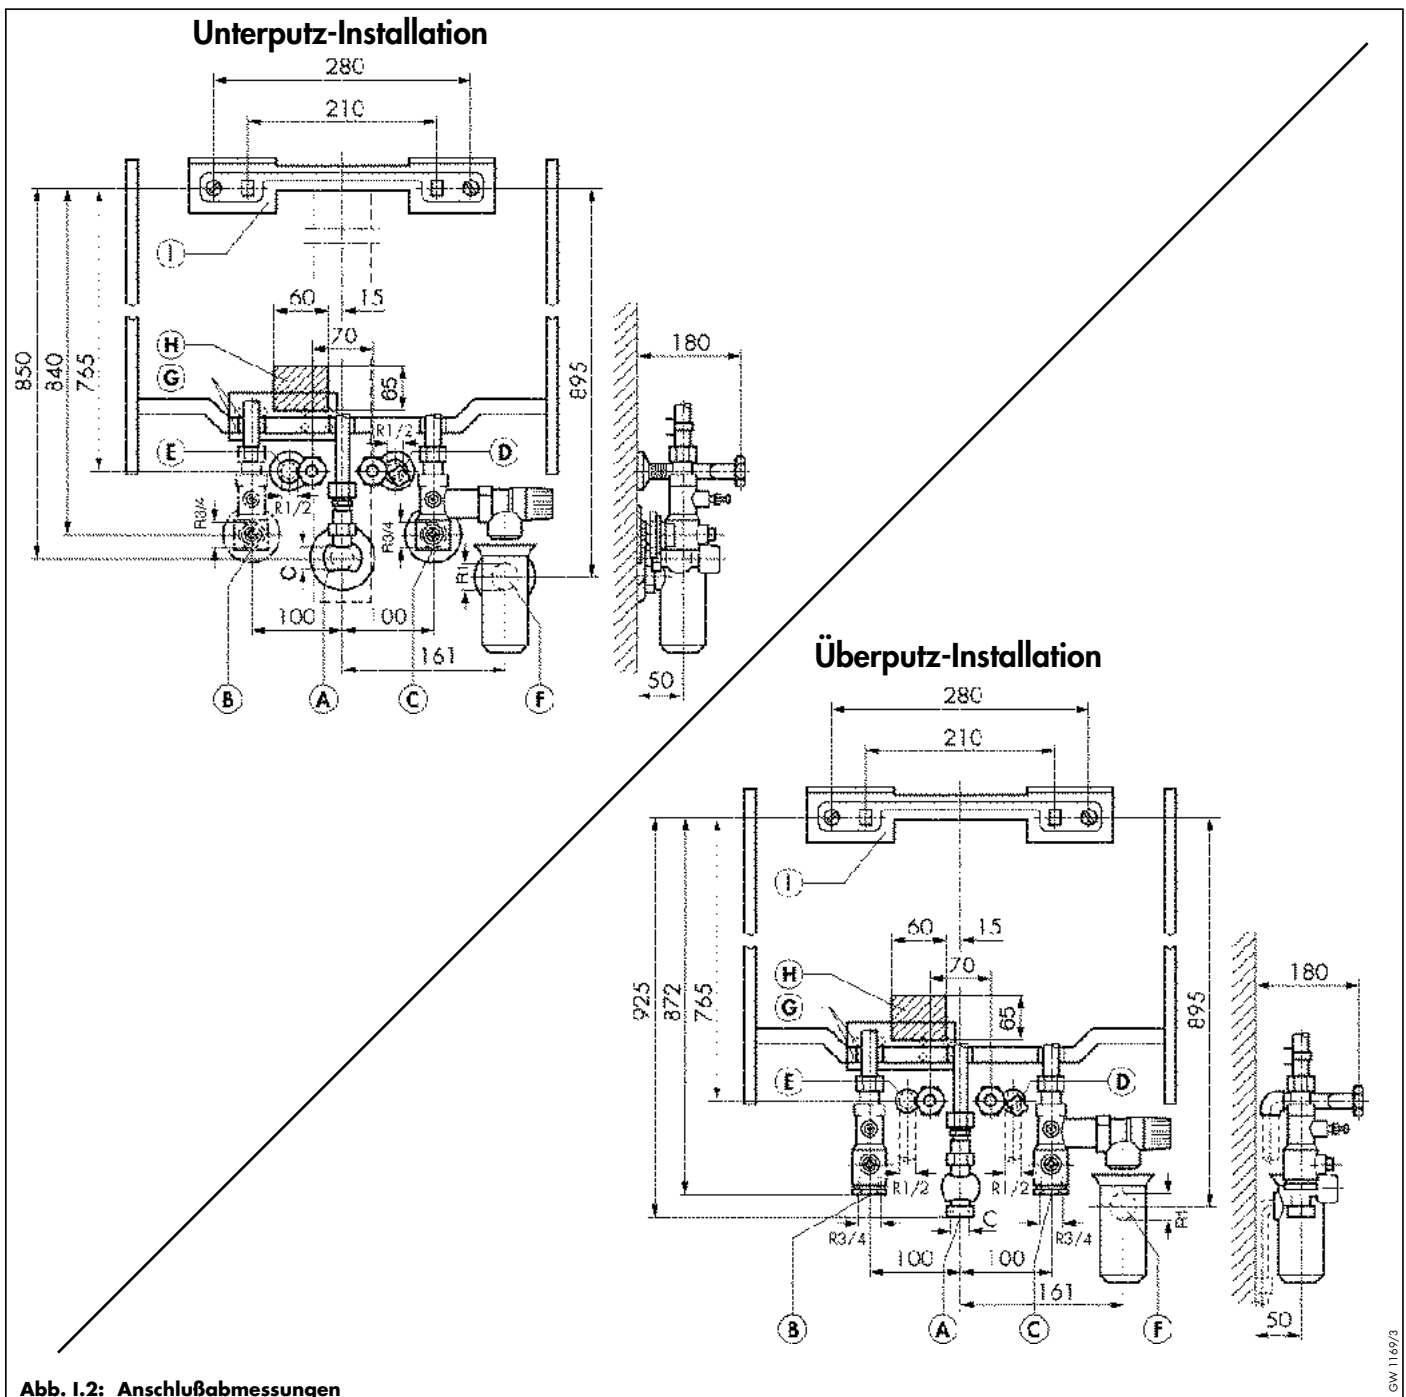 Unterputz-Installation
280
210
I
60
15
70
H
G
65
850
840
765
895
180
R1/2
E
D
R1/2
R3/4
R3/4
C
R1
100
100
161
50
B
A
C
F
Überputz-Installation
280
210
I
60
15
70
H
G
65
925
872
765
895
180
E
D
R1/2
R1/2
C
R3/4
R3/4
R1
100
100
161
50
B
A
C
F
GW 1169/3
Abb. I.2: Anschlußabmessungen